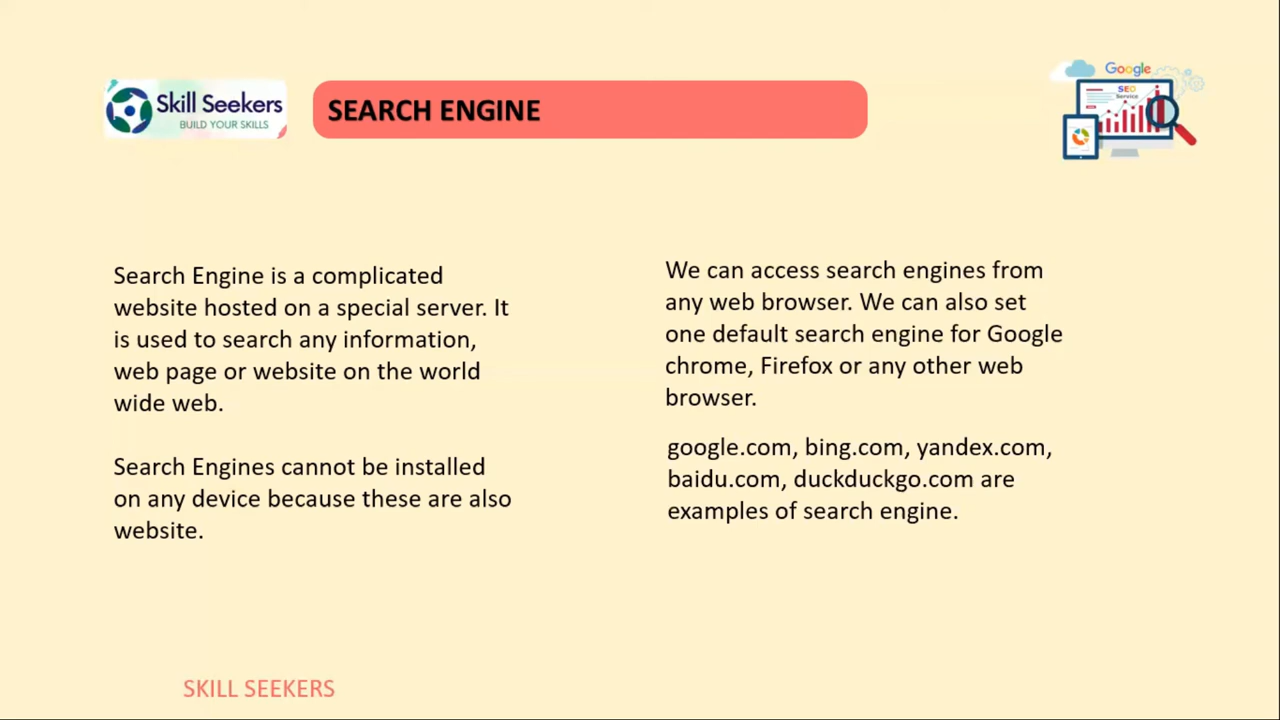 Skill Seekers
BUILD YOUR SKILLS
SEARCH ENGINE
Google
SEO
Service
Search Engine is a complicated
website hosted on a special server. It
is used to search any information,
web page or website on the world
wide web.
Search Engines cannot be installed
on any device because these are also
website.
We can access search engines from
any web browser. We can also set
one default search engine for Google
chrome, Firefox or any other web
browser.
google.com, bing.com, yandex.com,
baidu.com, duckduckgo.com are
examples of search engine.
SKILL SEEKERS